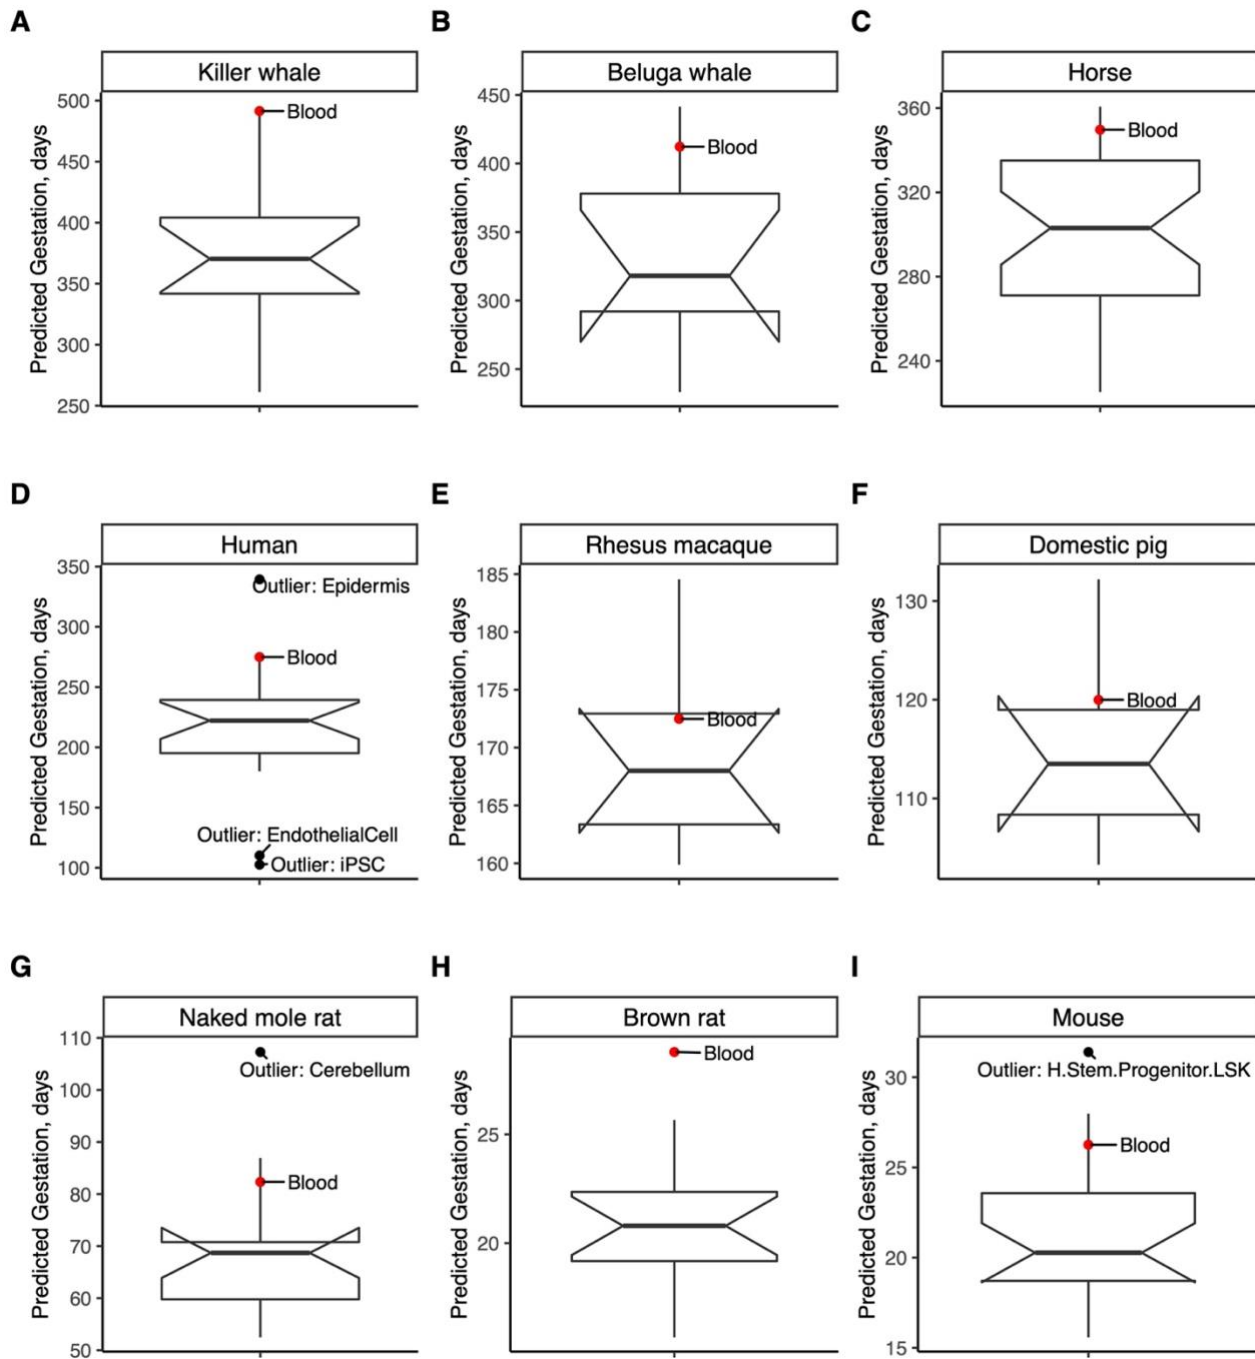 A
Killer whale
Predicted Gestation, days
500
450
400
350
300
250
Blood
B
Beluga whale
Predicted Gestation, days
450
400
350
300
250
Blood
C
Horse
Predicted Gestation, days
360
320
280
240
Blood
D
Human
Predicted Gestation, days
350
300
250
200
150
100
Outlier: Epidermis
Blood
Outlier: EndothelialCell
Outlier: iPSC
E
Rhesus macaque
Predicted Gestation, days
185
180
175
170
165
160
Blood
F
Domestic pig
Predicted Gestation, days
130
120
110
Blood
G
Naked mole rat
Predicted Gestation, days
110
100
90
80
70
60
50
Outlier: Cerebellum
Blood
H
Brown rat
Predicted Gestation, days
25
20
Blood
I
Mouse
Predicted Gestation, days
30
25
20
15
Outlier: H.Stem.Progenitor.LSK
Blood